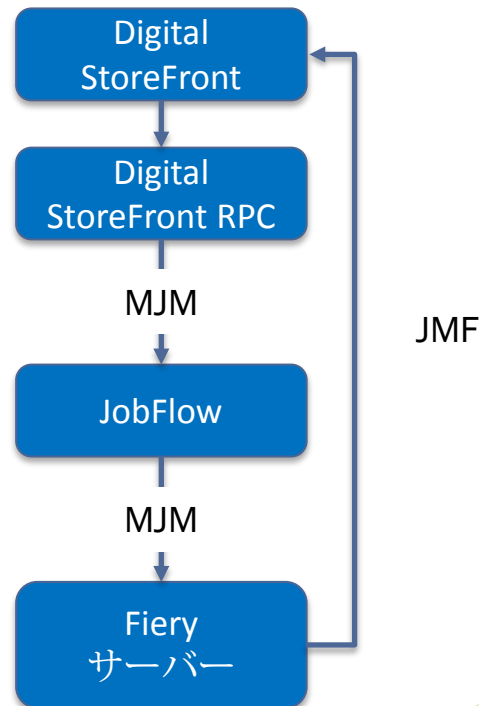 Digital
StoreFront
Digital
StoreFront RPC
MJM
JMF
JobFlow
MJM
Fiery
サーバー